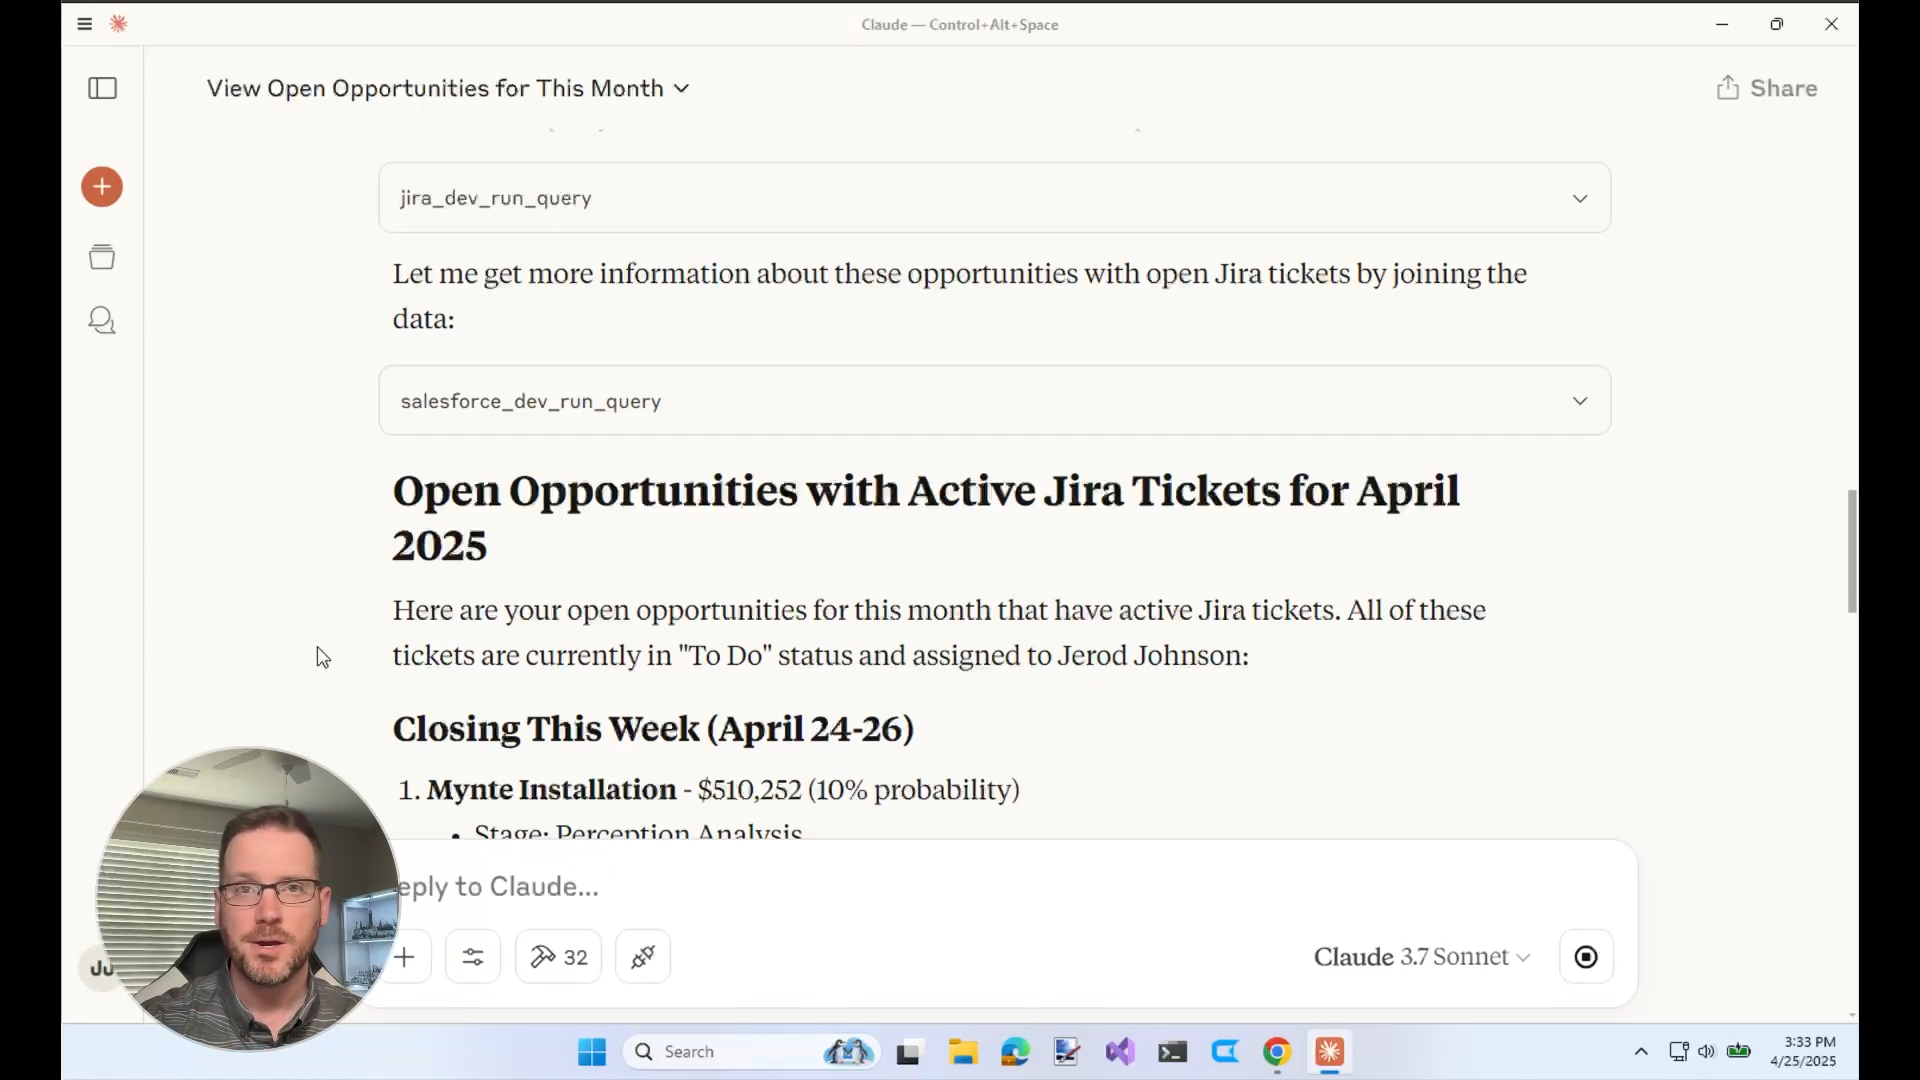 Claude — Control+Alt+Space
View Open Opportunities for This Month
Share
jira_dev_run_query
Let me get more information about these opportunities with open Jira tickets by joining the
data:
salesforce_dev_run_query
Open Opportunities with Active Jira Tickets for April
2025
Here are your open opportunities for this month that have active Jira tickets. All of these
tickets are currently in "To Do" status and assigned to Jerod Johnson:
Closing This Week (April 24-26)
1. Mynte Installation - $510,252 (10% probability)
• Stage: Perception Analysis
eply to Claude...
32
Claude 3.7 Sonnet
JJ
Search
3:33 PM
4/25/2025